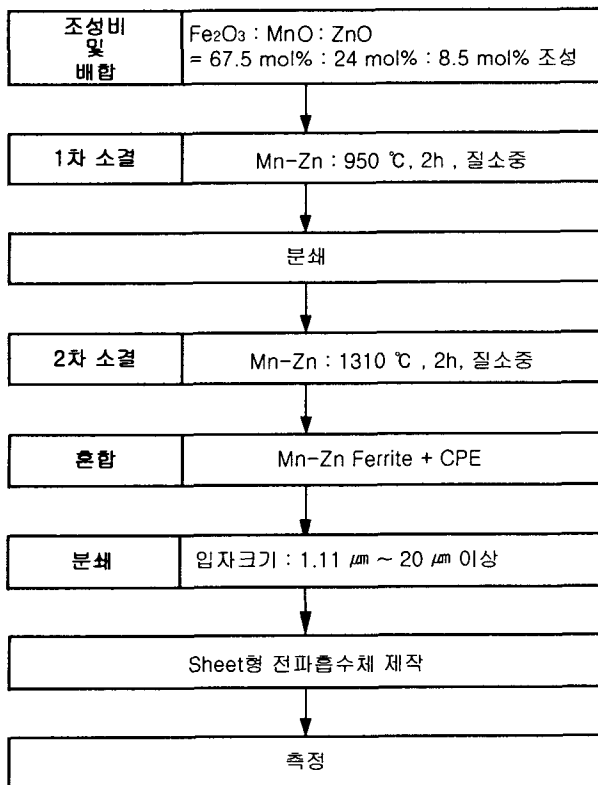 조성비
및
배합
Fe₂O₃ : MnO : ZnO
= 67.5 mol% : 24 mol% : 8.5 mol% 조성
1차 소결
Mn-Zn : 950 ℃, 2h , 질소중
분쇄
2차 소결
Mn-Zn : 1310 ℃ , 2h, 질소중
혼합
Mn-Zn Ferrite + CPE
분쇄
입자크기 : 1.11 ㎛ ~ 20 ㎛ 이상
Sheet형 전파흡수체 제작
측정